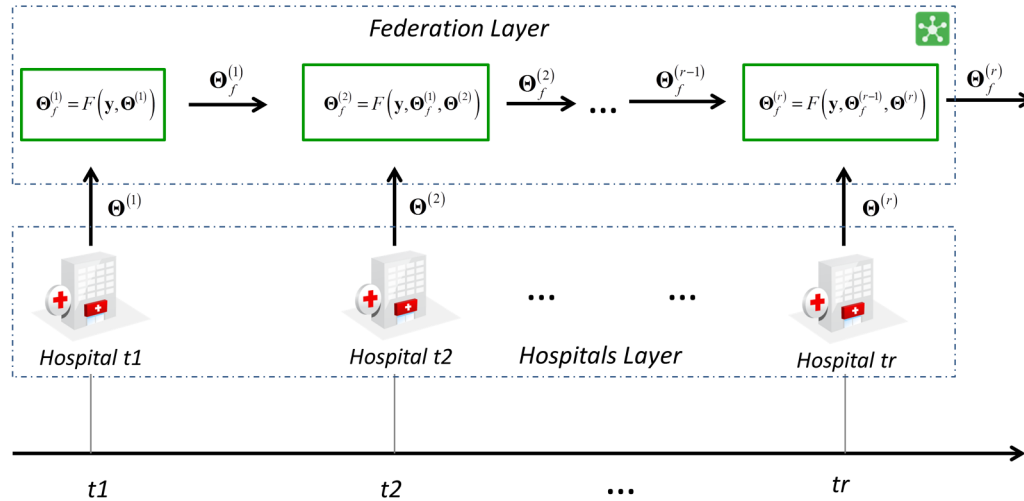 Federation Layer
Θ_f^(1) = F(y, Θ^(1))
Θ_f^(1)
Θ_f^(2) = F(y, Θ_f^(1), Θ^(2))
Θ_f^(2)
...
Θ_f^(r−1)
Θ_f^(r) = F(y, Θ_f^(r−1), Θ^(r))
Θ_f^(r)
Θ^(1)
Θ^(2)
Θ^(r)
... ...
Hospital t1
Hospital t2
Hospitals Layer
Hospital tr
t1
t2
...
tr